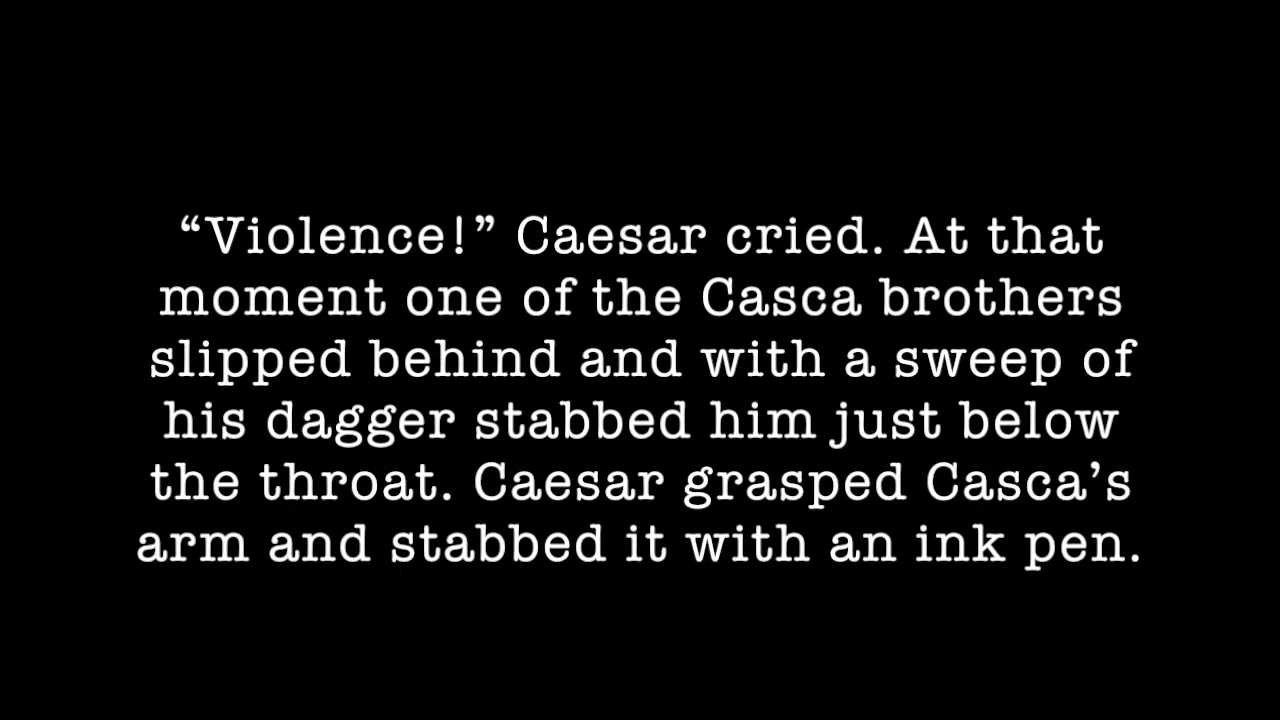 “Violence!” Caesar cried. At that
moment one of the Casca brothers
slipped behind and with a sweep of
his dagger stabbed him just below
the throat. Caesar grasped Casca’s
arm and stabbed it with an ink pen.